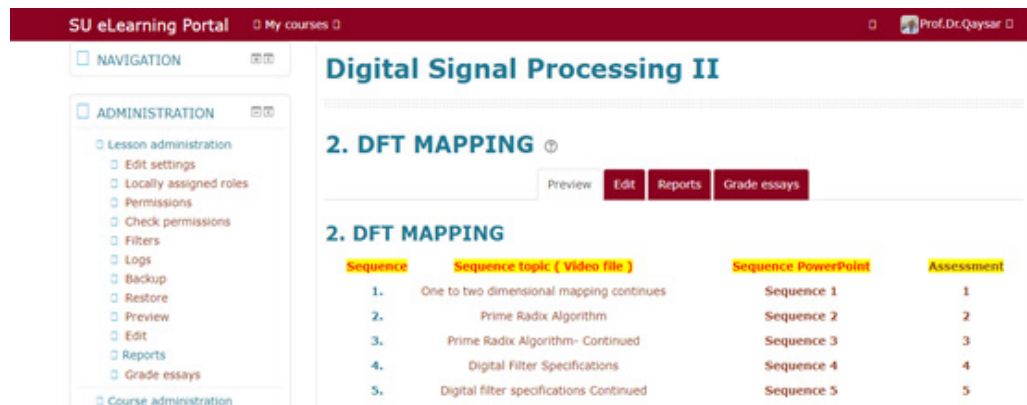 SU eLearning Portal My courses Prof.Dr.Qaysar
NAVIGATION
ADMINISTRATION
Lesson administration
Edit settings
Locally assigned roles
Permissions
Check permissions
Filters
Logs
Backup
Restore
Preview
Edit
Reports
Grade essays
Course administration
Digital Signal Processing II
2. DFT MAPPING
Preview Edit Reports Grade essays
2. DFT MAPPING
Sequence Sequence topic ( Video file ) Sequence PowerPoint Assessment
1. One to two dimensional mapping continues Sequence 1 1
2. Prime Radix Algorithm Sequence 2 2
3. Prime Radix Algorithm- Continued Sequence 3 3
4. Digital Filter Specifications Sequence 4 4
5. Digital filter specifications Continued Sequence 5 5